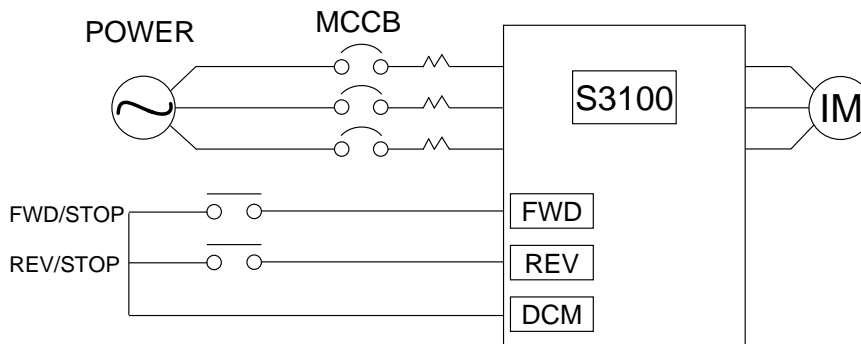 POWER
MCCB
S3100
IM
FWD/STOP
FWD
REV/STOP
REV
DCM